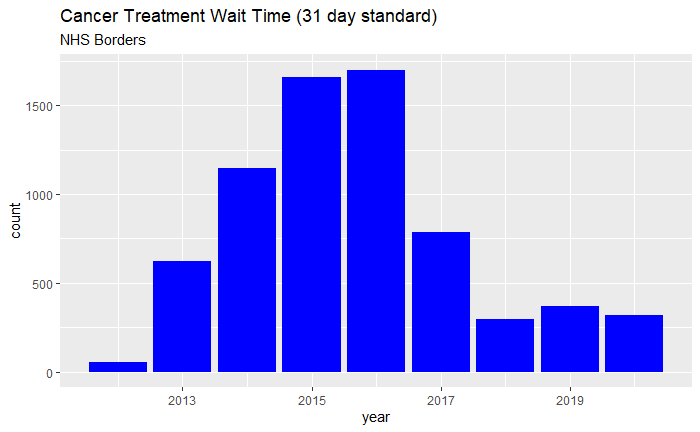 Cancer Treatment Wait Time (31 day standard)
NHS Borders
1500
1000
500
0
count
2013 2015 2017 2019
year